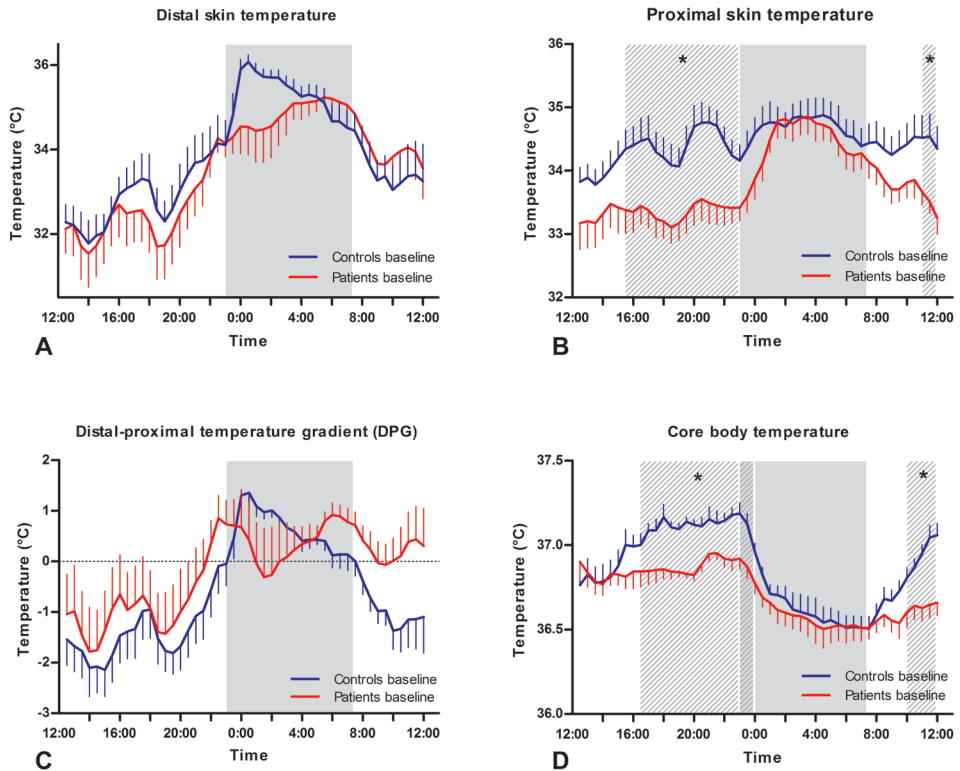 Distal skin temperature
Temperature (°C)
36
34
32
12:00 16:00 20:00 0:00 4:00 8:00 12:00
Time
Controls baseline
Patients baseline
A
Proximal skin temperature
Temperature (°C)
36
35
34
33
32
* *
12:00 16:00 20:00 0:00 4:00 8:00 12:00
Time
Controls baseline
Patients baseline
B
Distal-proximal temperature gradient (DPG)
Temperature (°C)
2
1
0
-1
-2
-3
12:00 16:00 20:00 0:00 4:00 8:00 12:00
Time
Controls baseline
Patients baseline
C
Core body temperature
Temperature (°C)
37.5
37.0
36.5
36.0
* *
12:00 16:00 20:00 0:00 4:00 8:00 12:00
Time
Controls baseline
Patients baseline
D